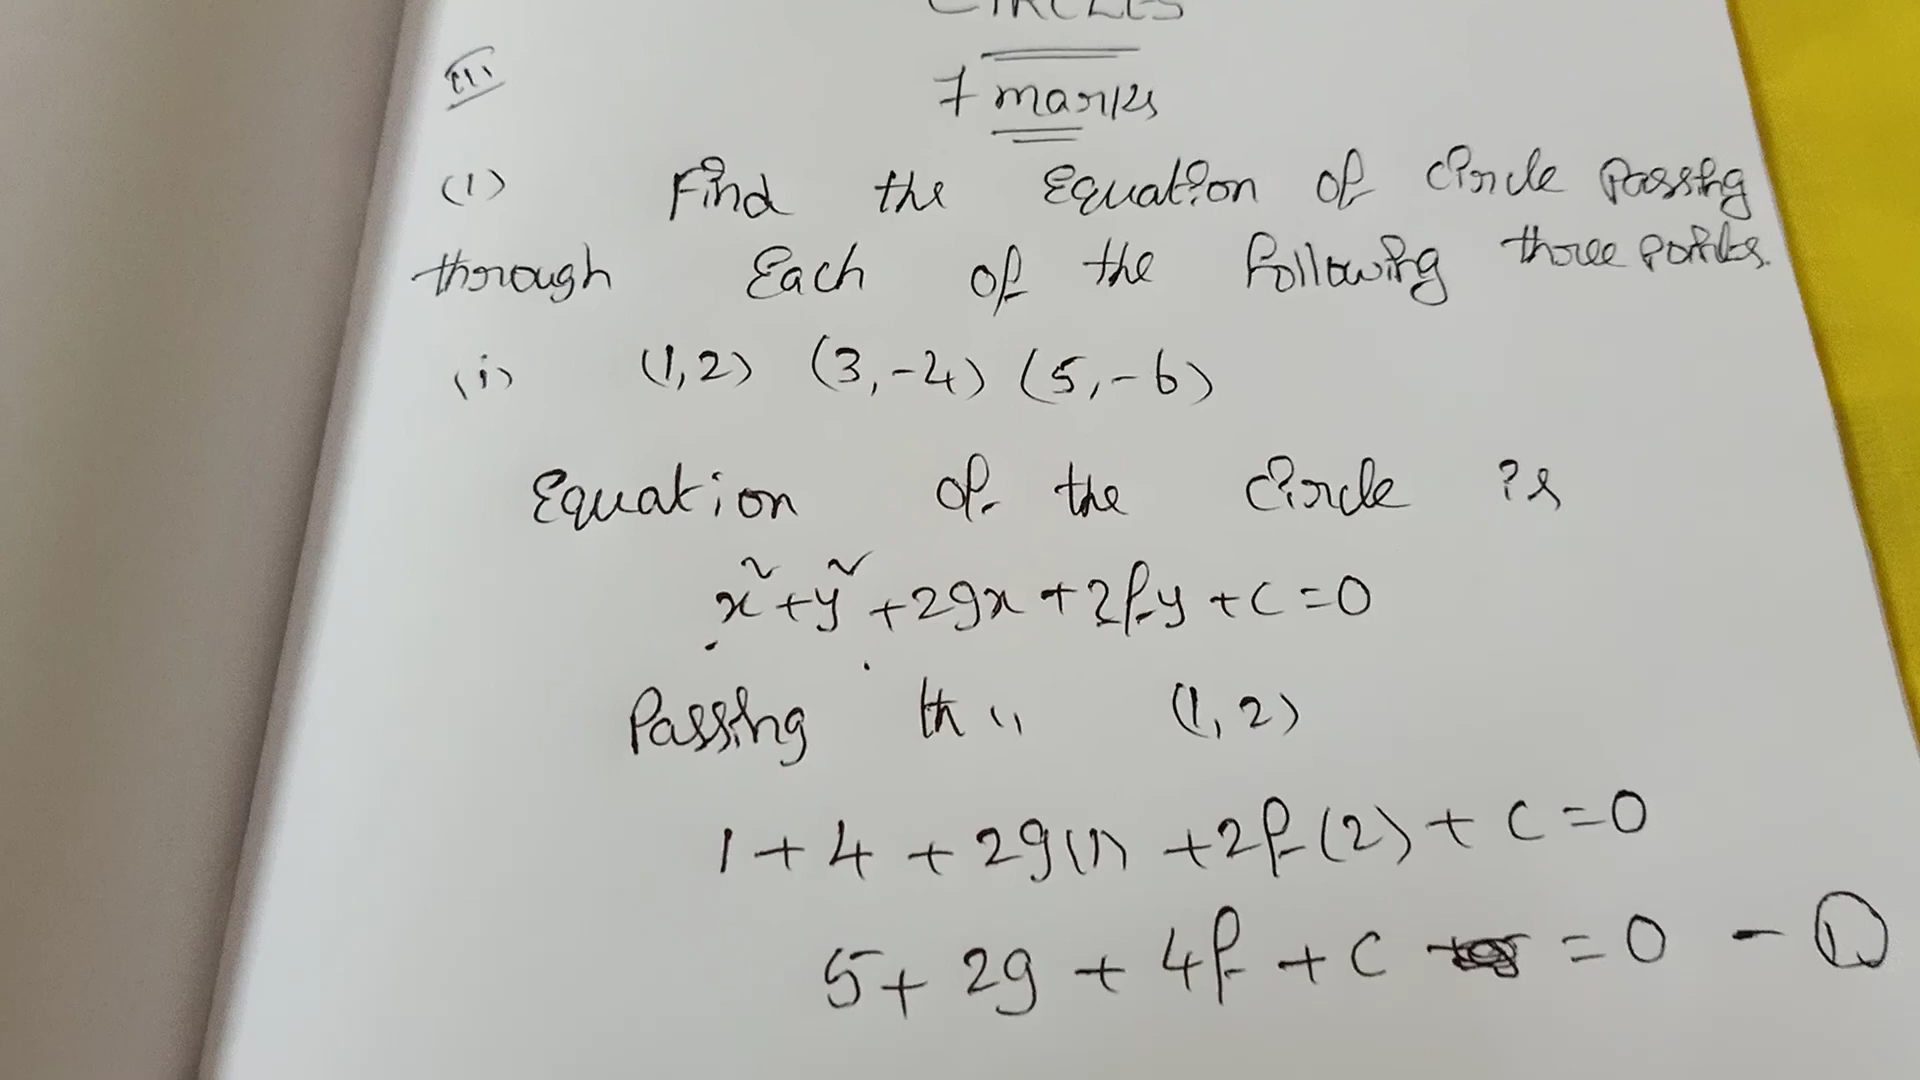 CIRCLES
III
7 marks
(1) Find the Equation of circle passing
through Each of the following three points.
(i) (1,2) (3,-4) (5,-6)
Equation of the circle is
x²+y²+2gx+2fy+c=0
Passing th " (1,2)
1+4+2g(1)+2f(2)+c=0
5+2g+4f+c =0 - ①